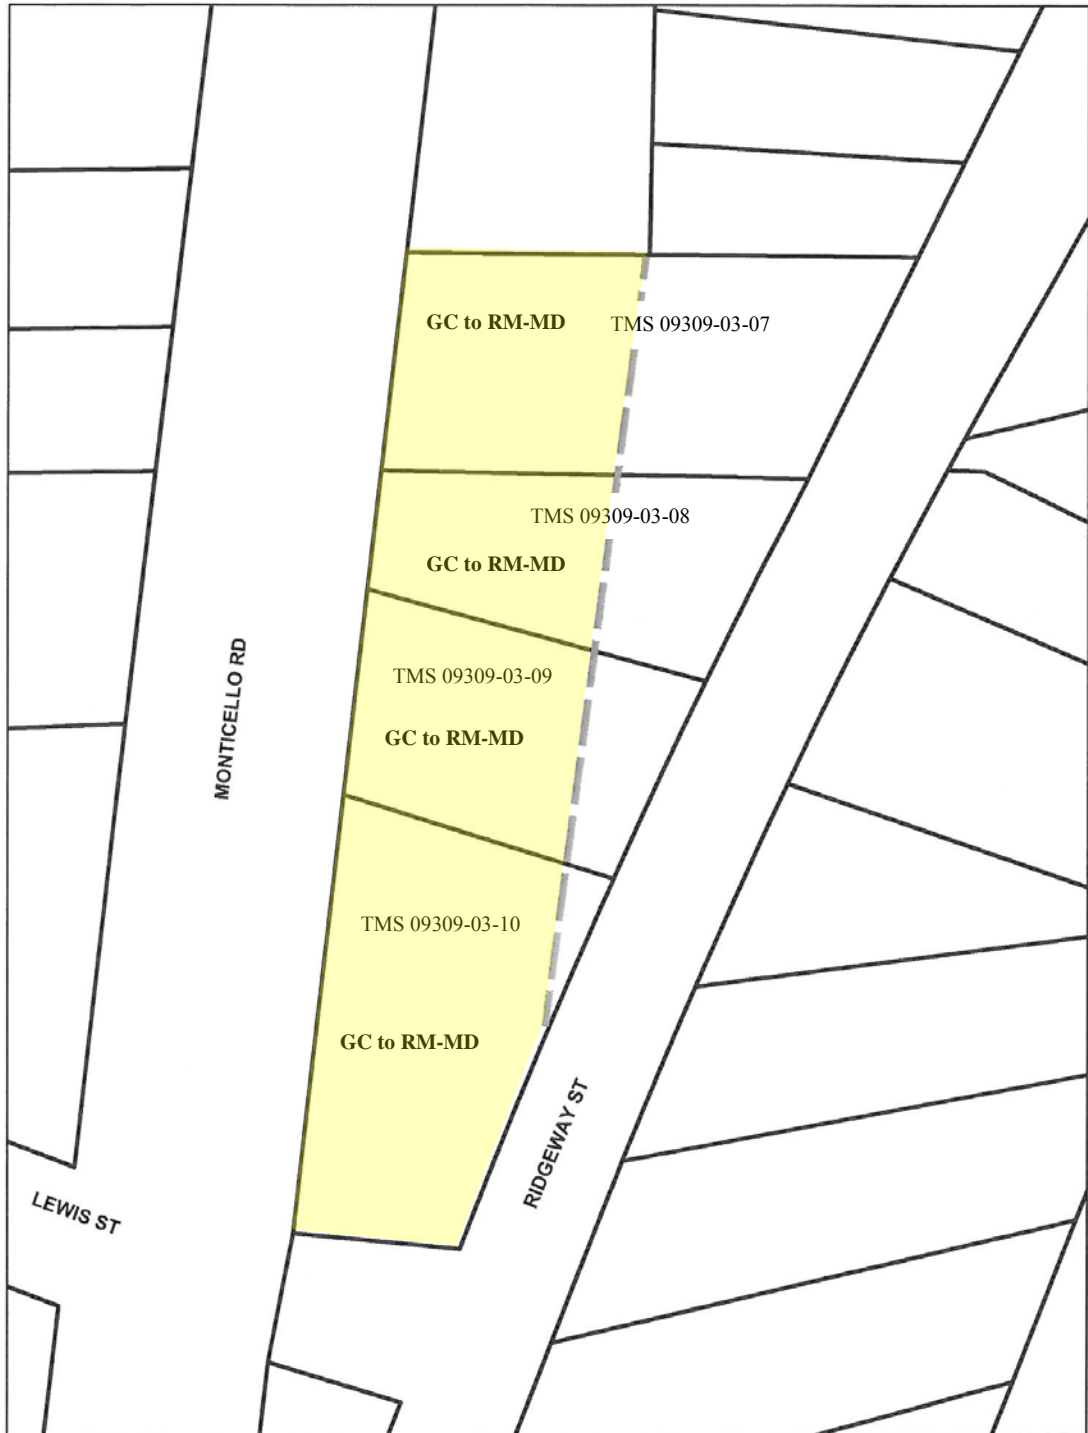 GC to RM-MD
TMS 09309-03-07
TMS 09309-03-08
GC to RM-MD
MONTICELLO RD
TMS 09309-03-09
GC to RM-MD
TMS 09309-03-10
GC to RM-MD
RIDGEWAY ST
LEWIS ST